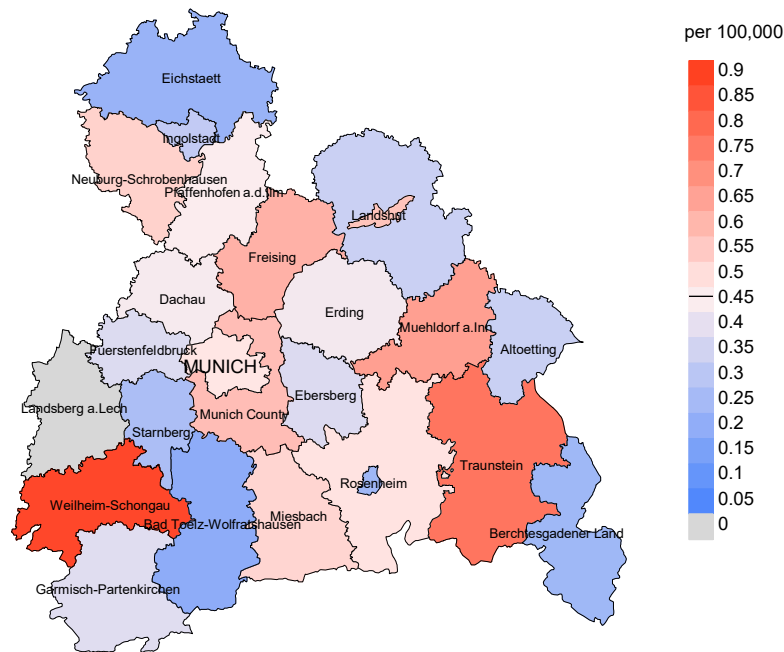 per 100,000
0.9
0.85
0.8
0.75
0.7
0.65
0.6
0.55
0.5
0.45
0.4
0.35
0.3
0.25
0.2
0.15
0.1
0.05
0
Eichstaett
Ingolstadt
Neuburg-Schrobenhausen
Pfaffenhofen a.d.Ilm
Landshut
Freising
Dachau
Erding
Muehldorf a.Inn
Altoetting
Fuerstenfeldbruck
MUNICH
Ebersberg
Landsberg a.Lech
Munich County
Starnberg
Traunstein
Rosenheim
Weilheim-Schongau
Miesbach
Bad Toelz-Wolfratshausen
Berchtesgadener Land
Garmisch-Partenkirchen